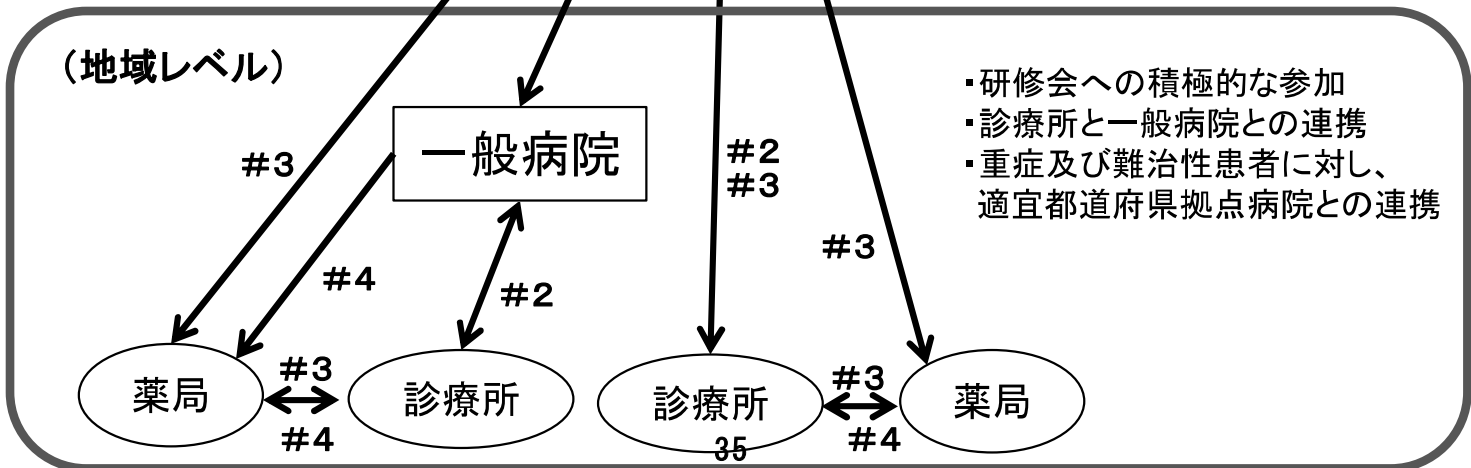 （地域レベル）
・研修会への積極的な参加
・診療所と一般病院との連携
・重症及び難治性患者に対し、
適宜都道府県拠点病院との連携
一般病院
#3
#2
#3
#3
#4
#2
薬局
#3
#4
診療所
診療所
#3
#4
薬局
35